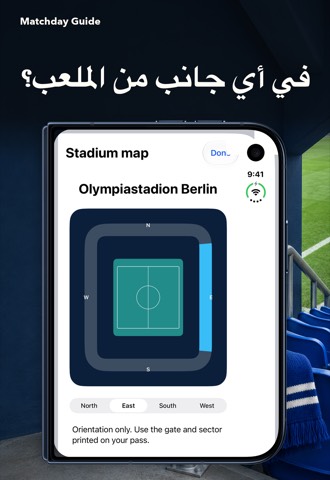 Matchday Guide
في أي جانب من الملعب؟
Stadium map
Don..
9:41
Olympiastadion Berlin
N
W
E
S
North
East
South
West
Orientation only. Use the gate and sector
printed on your pass.